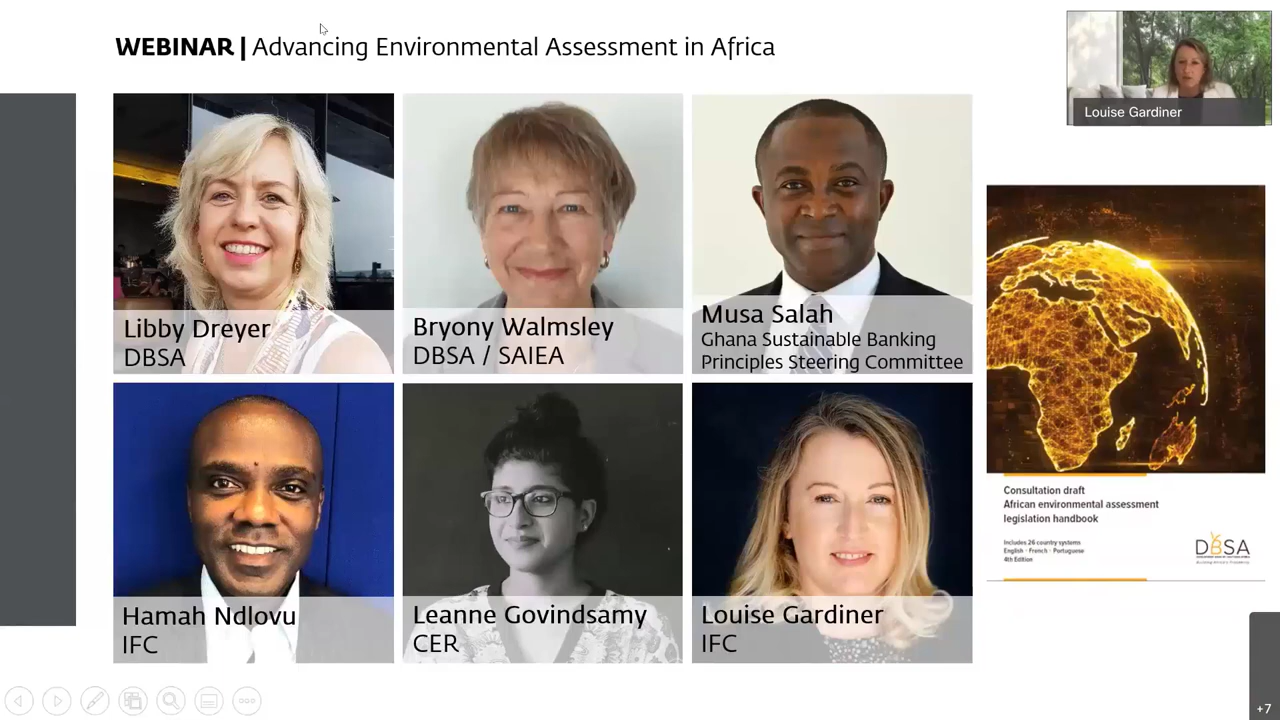 WEBINAR | Advancing Environmental Assessment in Africa
Louise Gardiner
Libby Dreyer
DBSA
Bryony Walmsley
DBSA / SAIEA
Musa Salah
Ghana Sustainable Banking
Principles Steering Committee
Hamah Ndlovu
IFC
Leanne Govindsamy
CER
Louise Gardiner
IFC
Consultation draft
African environmental assessment
legislation handbook
Includes 26 country systems
English · French · Portuguese
4th Edition
DBSA
+7